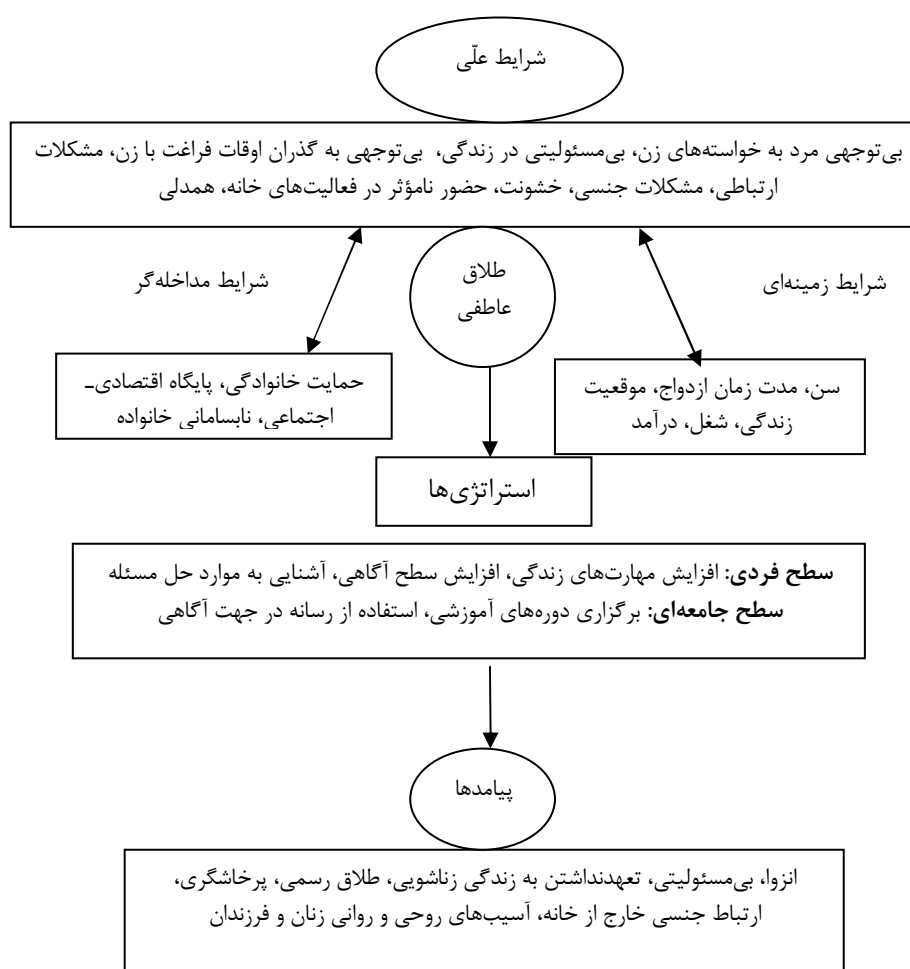 شرایط علّی
بی‌توجهی مرد به خواسته‌های زن، بی‌مسئولیتی در زندگی، بی‌توجهی به گذران اوقات فراغت با زن، مشکلات
ارتباطی، مشکلات جنسی، خشونت، حضور نامؤثر در فعالیت‌های خانه، همدلی
شرایط زمینه‌ای
طلاق
عاطفی
شرایط مداخله‌گر
سن، مدت زمان ازدواج، موقعیت
زندگی، شغل، درآمد
حمایت خانوادگی، پایگاه اقتصادی-
اجتماعی، نابسامانی خانواده
استراتژی‌ها
سطح فردی: افزایش مهارت‌های زندگی، افزایش سطح آگاهی، آشنایی به موارد حل مسئله
سطح جامعه‌ای: برگزاری دوره‌های آموزشی، استفاده از رسانه در جهت آگاهی
پیامدها
انزوا، بی‌مسئولیتی، تعهدنداشتن به زندگی زناشویی، طلاق رسمی، پرخاشگری،
ارتباط جنسی خارج از خانه، آسیب‌های روحی و روانی زنان و فرزندان